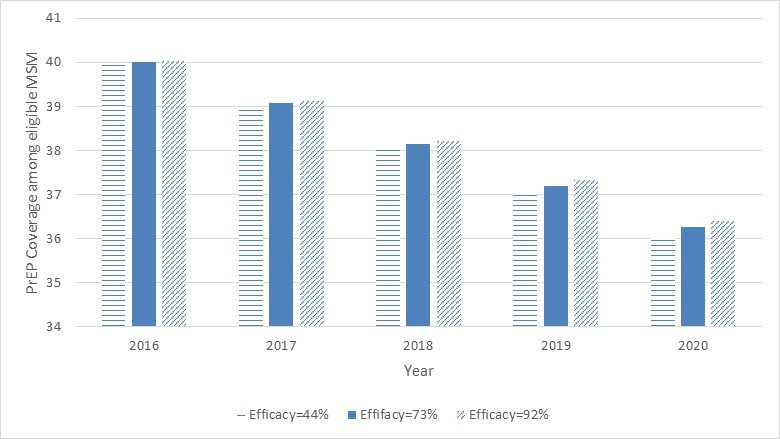 41
40
39
38
37
36
35
34
PrEP Coverage among eligible MSM
2016 2017 2018 2019 2020
Year
Efficacy=44% Effifacy=73% Efficacy=92%